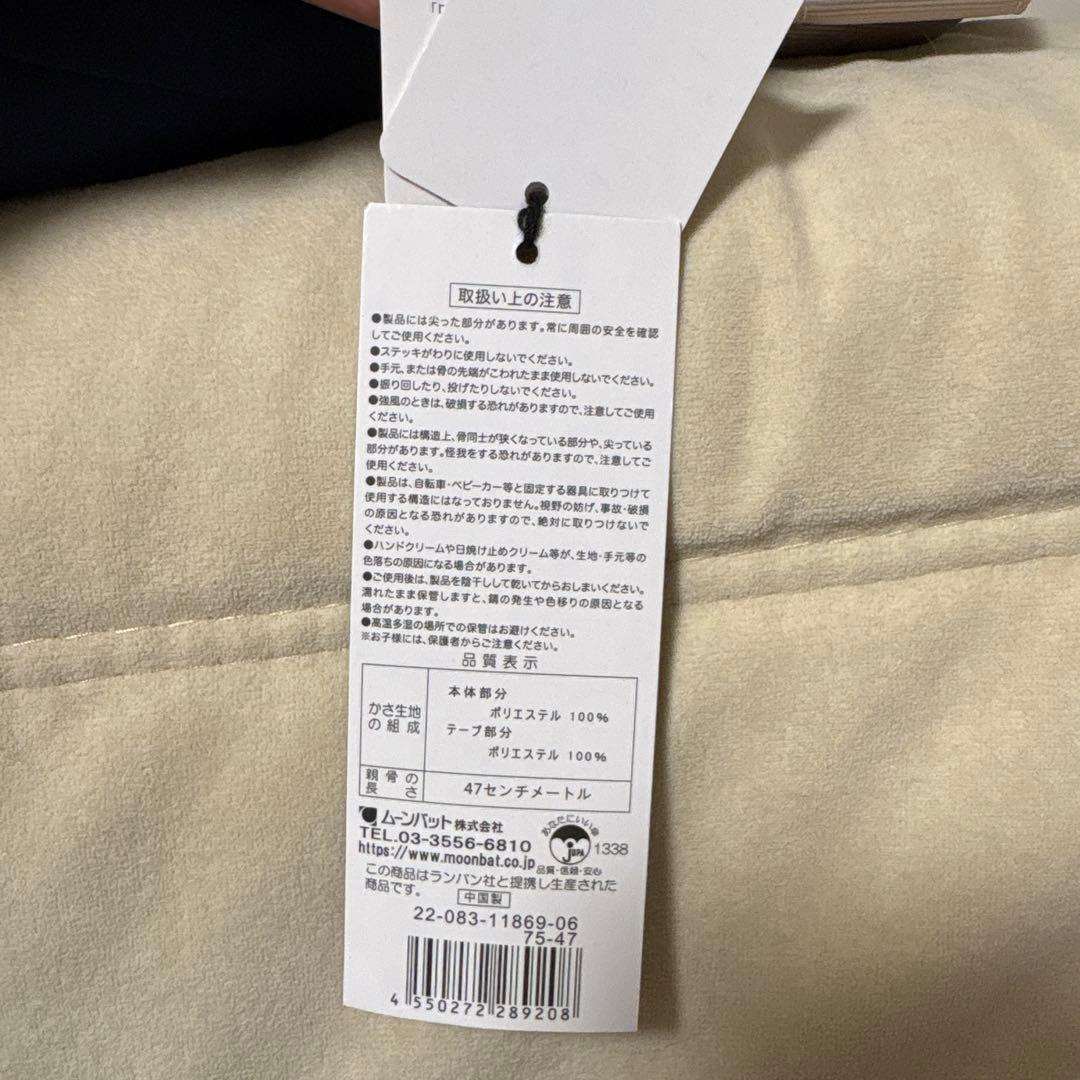 取扱い上の注意
●製品には尖った部分があります。常に周囲の安全を確認
してご使用ください。
●ステッキがわりに使用しないでください。
●手元、または骨の先端がこわれたまま使用しないでください。
●振り回したり、投げたりしないでください。
●強風のときは、破損する恐れがありますので、注意してご使用
ください。
●製品には構造上、骨同士が狭くなっている部分や、尖っている
部分があります。怪我をする恐れがありますので、注意してご
使用ください。
●製品は、自転車・ベビーカー等と固定する器具に取りつけて
使用する構造にはなっておりません。視野の妨げ、事故・破損
の原因となる恐れがありますので、絶対に取りつけないで
ください。
●ハンドクリームや日焼け止めクリーム等が、生地・手元等の
色落ちの原因になる場合があります。
●ご使用後は、製品を陰干しして乾いてからおしまいください。
濡れたまま保管しますと、錆の発生や色移りの原因となる
場合があります。
●高温多湿の場所での保管はお避けください。
※お子様には、保護者からご注意ください。
品質表示
かさ生地
の組成
本体部分
ポリエステル 100%
テープ部分
ポリエステル 100%
親骨の
長さ
47センチメートル
ムーンバット株式会社
TEL.03-3556-6810
https://www.moonbat.co.jp
あなたにいい傘
JUPA
品質・信頼・安心
1338
この商品はランバン社と提携し生産された
商品です。
中国製
22-083-11869-06
75-47
4 550272 289208